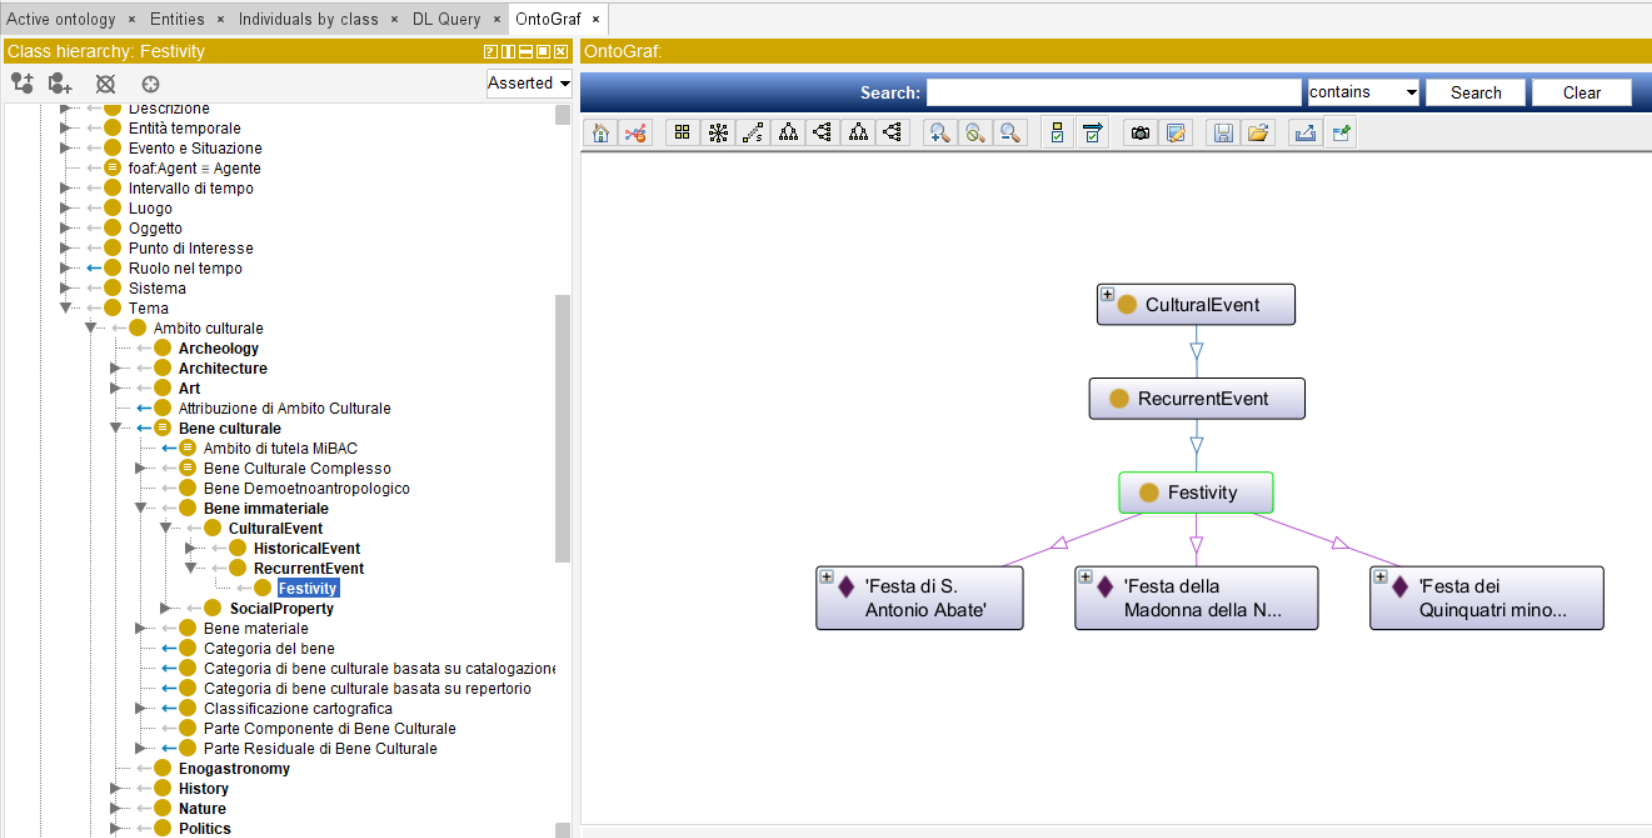 Active ontology × Entities × Individuals by class × DL Query × OntoGraf ×
Class hierarchy: Festivity
Asserted
Descrizione
Entità temporale
Evento e Situazione
foaf:Agent ≡ Agente
Intervallo di tempo
Luogo
Oggetto
Punto di Interesse
Ruolo nel tempo
Sistema
Tema
Ambito culturale
Archeology
Architecture
Art
Attribuzione di Ambito Culturale
Bene culturale
Ambito di tutela MiBAC
Bene Culturale Complesso
Bene Demoetnoantropologico
Bene immateriale
CulturalEvent
HistoricalEvent
RecurrentEvent
Festivity
SocialProperty
Bene materiale
Categoria del bene
Categoria di bene culturale basata su catalogazione
Categoria di bene culturale basata su repertorio
Classificazione cartografica
Parte Componente di Bene Culturale
Parte Residuale di Bene Culturale
Enogastronomy
History
Nature
Politics
OntoGraf:
Search: contains Search Clear
CulturalEvent
RecurrentEvent
Festivity
'Festa di S.
Antonio Abate'
'Festa della
Madonna della N...
'Festa dei
Quinquatri mino...